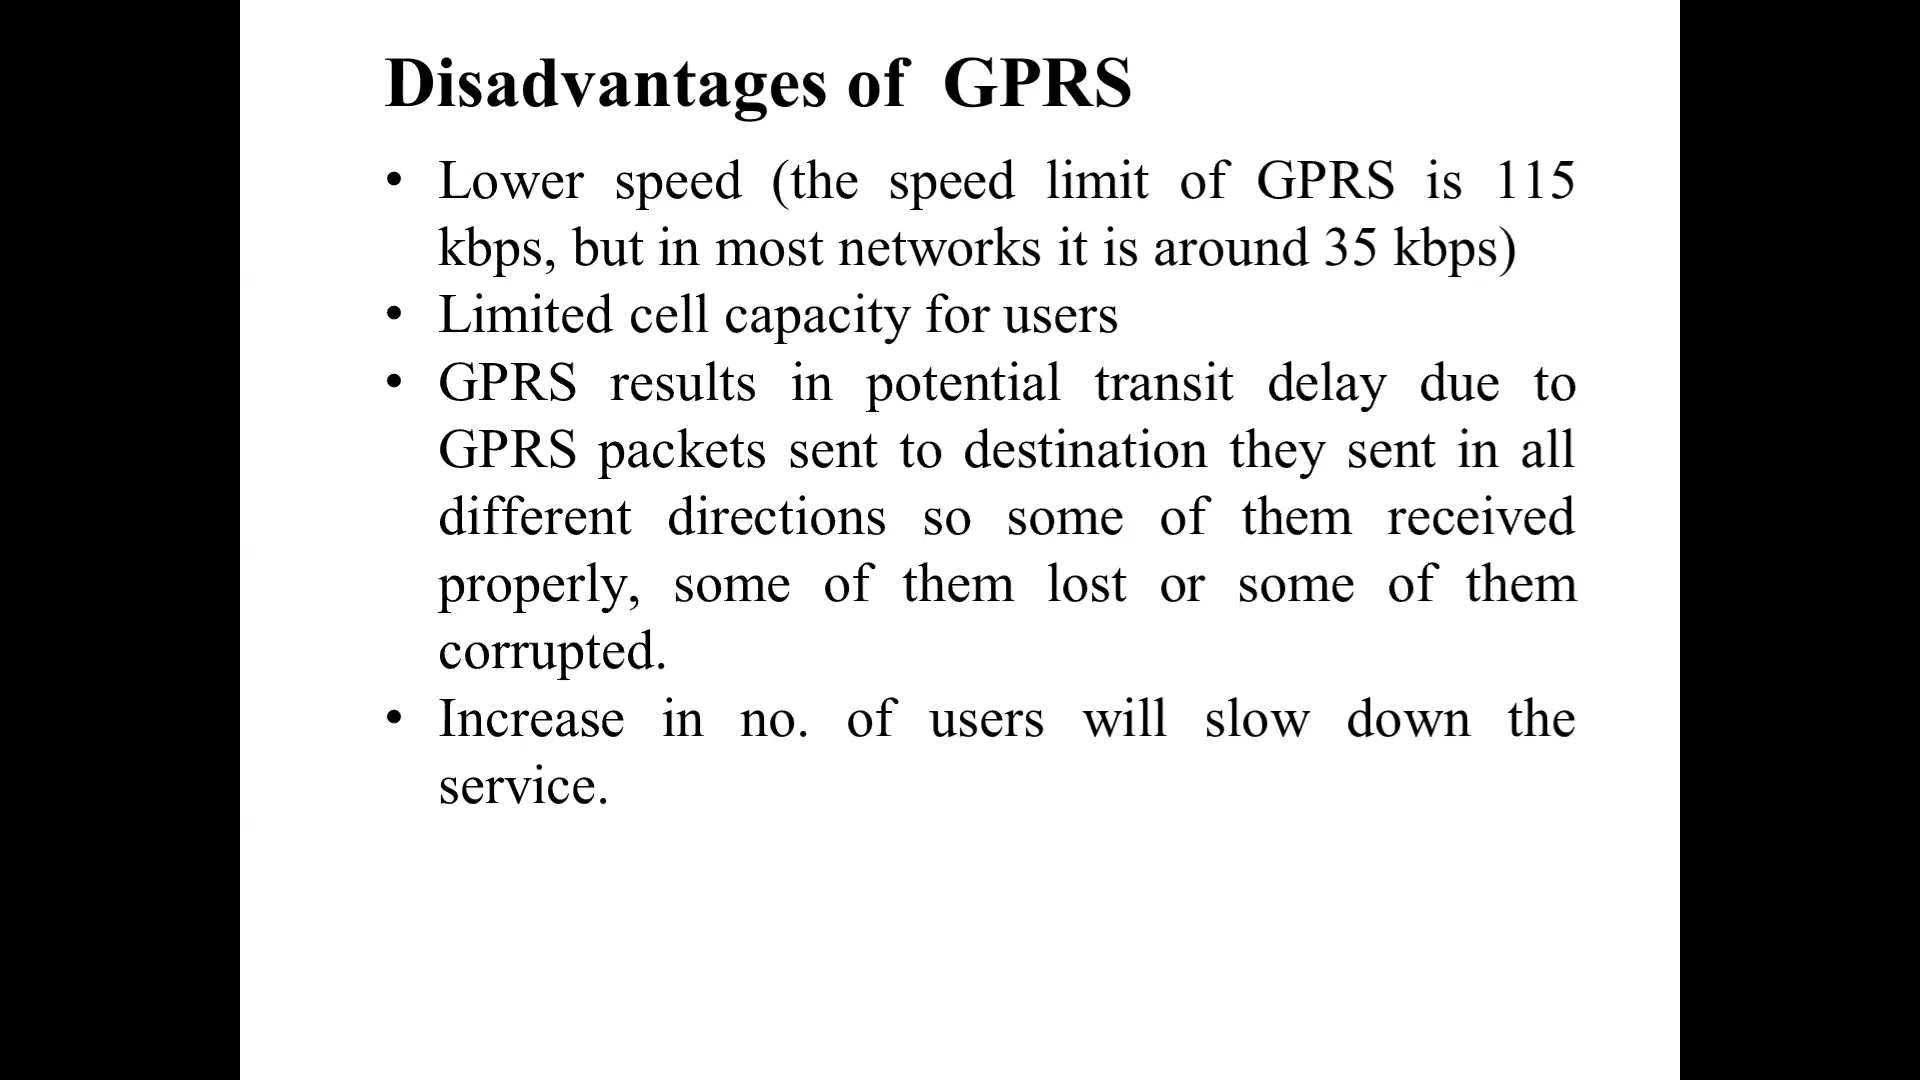 Disadvantages of GPRS
• Lower speed (the speed limit of GPRS is 115
kbps, but in most networks it is around 35 kbps)
• Limited cell capacity for users
• GPRS results in potential transit delay due to
GPRS packets sent to destination they sent in all
different directions so some of them received
properly, some of them lost or some of them
corrupted.
• Increase in no. of users will slow down the
service.